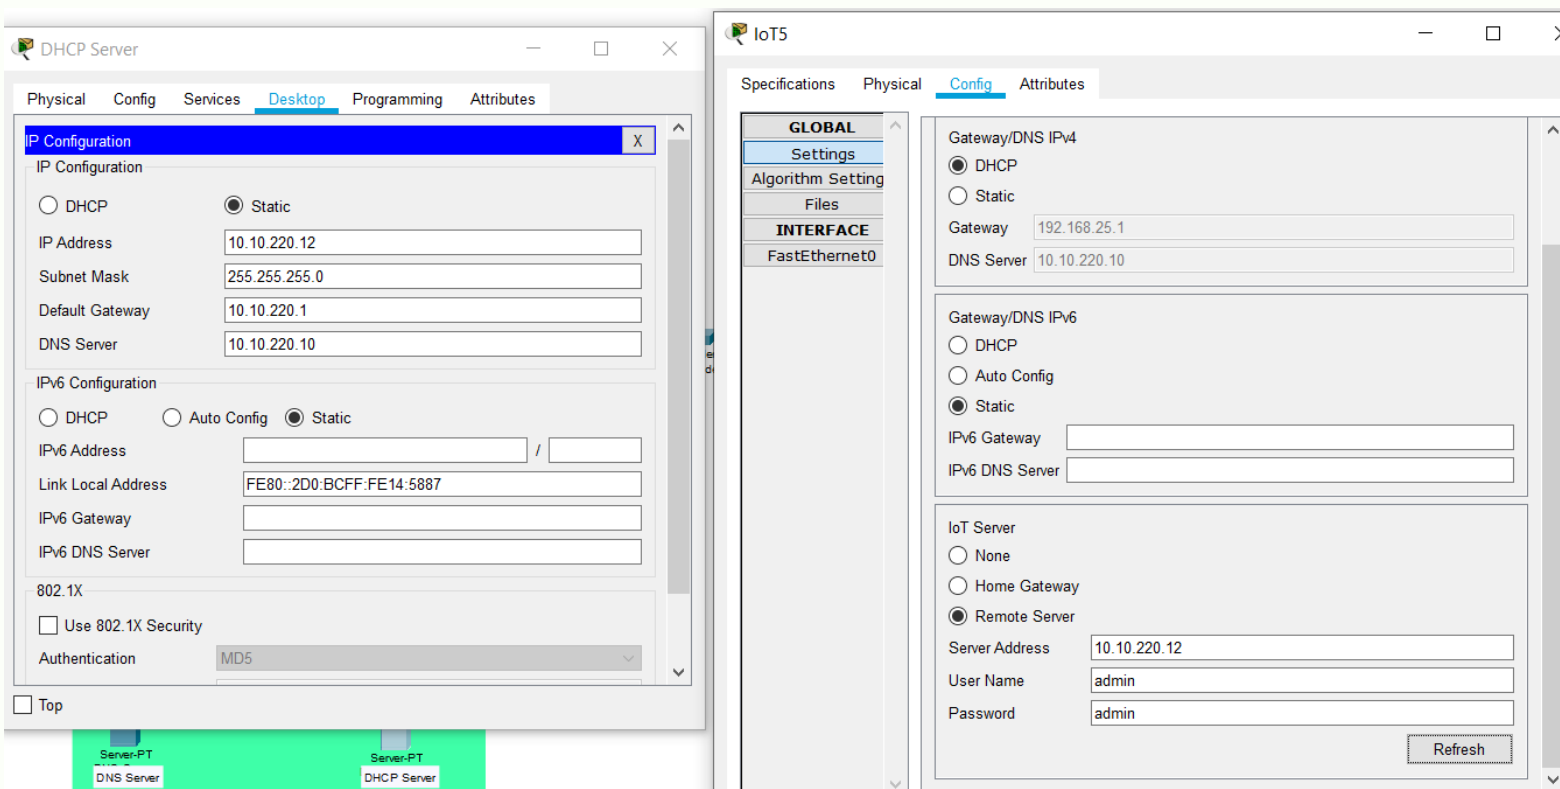 DHCP Server
Physical Config Services Desktop Programming Attributes
IP Configuration X
IP Configuration
DHCP Static
IP Address 10.10.220.12
Subnet Mask 255.255.255.0
Default Gateway 10.10.220.1
DNS Server 10.10.220.10
IPv6 Configuration
DHCP Auto Config Static
IPv6 Address /
Link Local Address FE80::2D0:BCFF:FE14:5887
IPv6 Gateway
IPv6 DNS Server
802.1X
Use 802.1X Security
Authentication MD5
Top
Server-PT
DNS Server
Server-PT
DHCP Server
IoT5
Specifications Physical Config Attributes
GLOBAL
Settings
Algorithm Setting
Files
INTERFACE
FastEthernet0
Gateway/DNS IPv4
DHCP
Static
Gateway 192.168.25.1
DNS Server 10.10.220.10
Gateway/DNS IPv6
DHCP
Auto Config
Static
IPv6 Gateway
IPv6 DNS Server
IoT Server
None
Home Gateway
Remote Server
Server Address 10.10.220.12
User Name admin
Password admin
Refresh